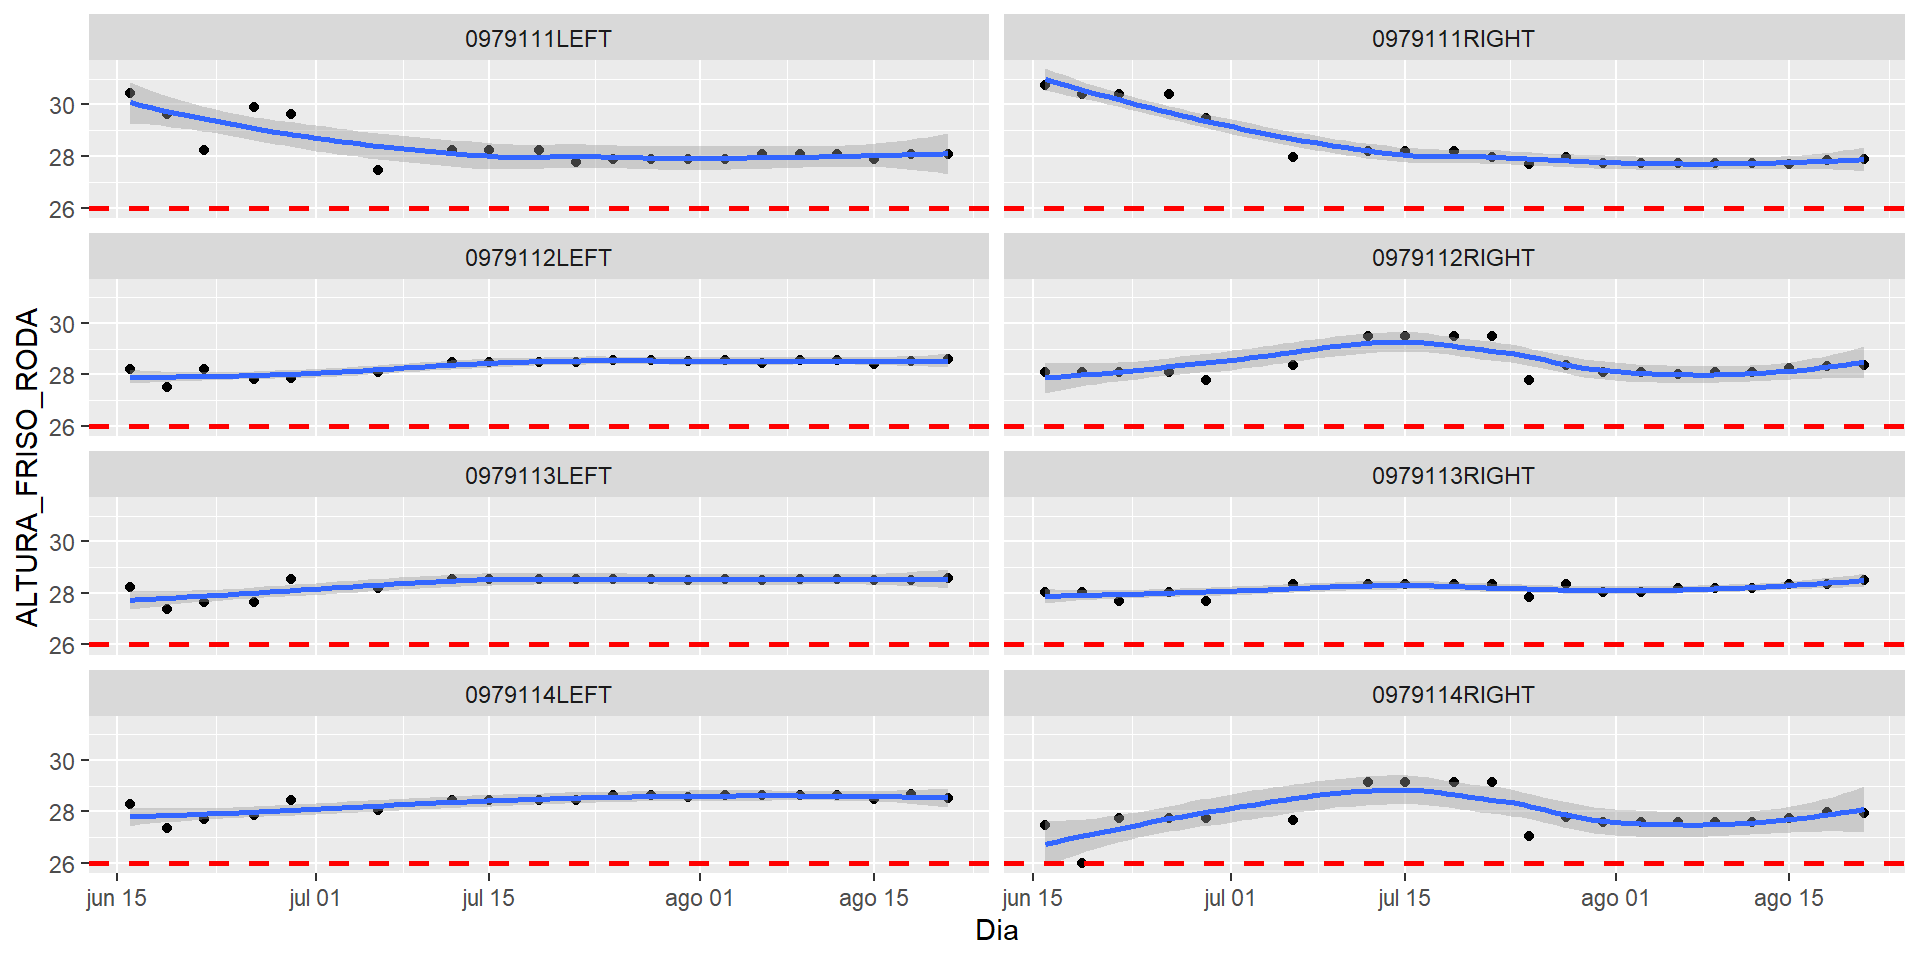 0979111LEFT 0979111RIGHT
30
28
26
0979112LEFT 0979112RIGHT
30
28
26
0979113LEFT 0979113RIGHT
30
28
26
0979114LEFT 0979114RIGHT
30
28
26
ALTURA_FRISO_RODA
jun 15 jul 01 jul 15 ago 01 ago 15 jun 15 jul 01 jul 15 ago 01 ago 15
Dia